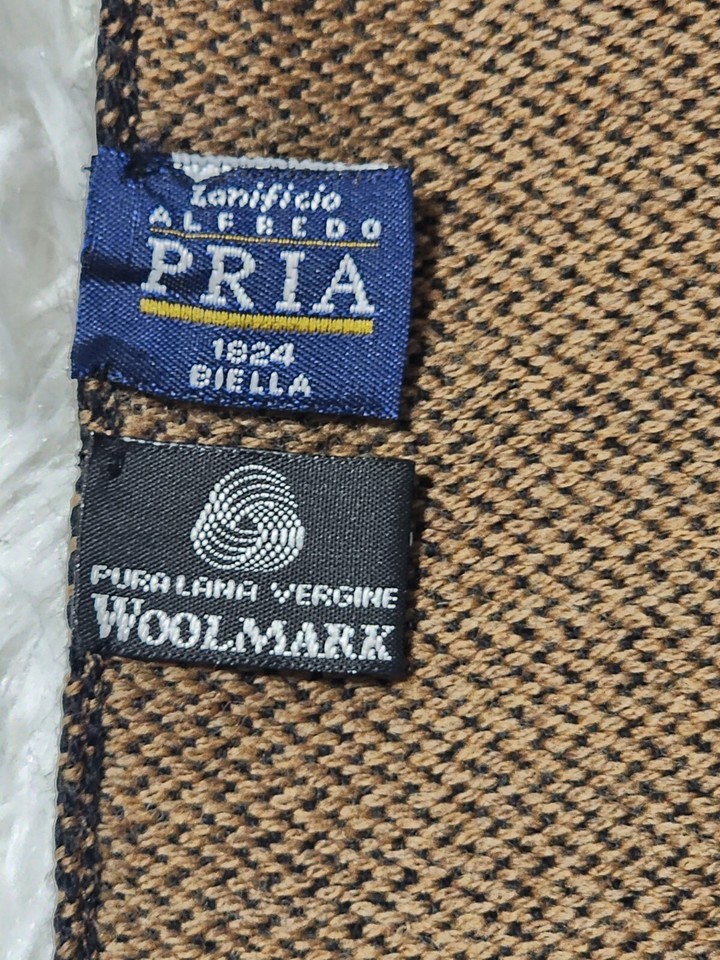 Lanificio
ALFREDO
PRIA
1824
BIELLA
PURA LANA VERGINE
WOOLMARK